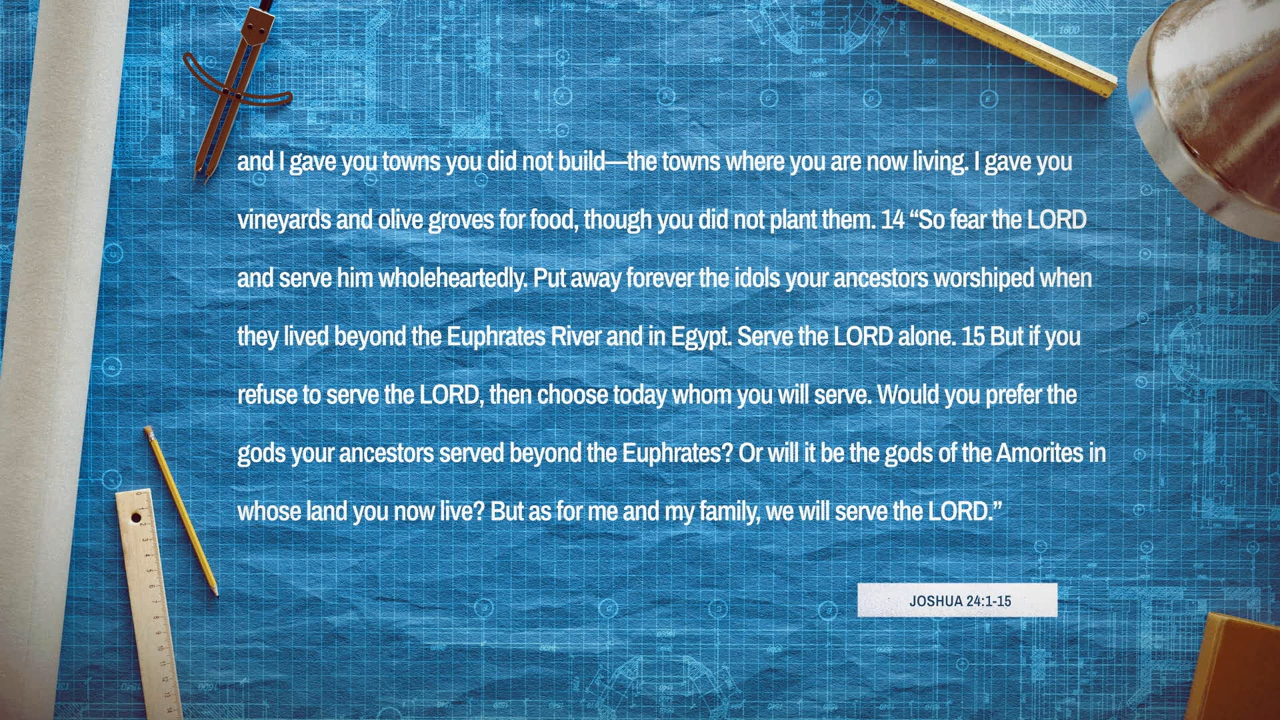 and I gave you towns you did not build—the towns where you are now living. I gave you
vineyards and olive groves for food, though you did not plant them. 14 “So fear the LORD
and serve him wholeheartedly. Put away forever the idols your ancestors worshiped when
they lived beyond the Euphrates River and in Egypt. Serve the LORD alone. 15 But if you
refuse to serve the LORD, then choose today whom you will serve. Would you prefer the
gods your ancestors served beyond the Euphrates? Or will it be the gods of the Amorites in
whose land you now live? But as for me and my family, we will serve the LORD.”
JOSHUA 24:1-15